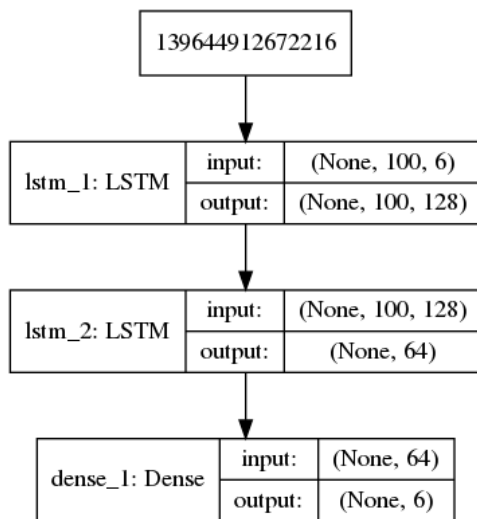 139644912672216
lstm_1: LSTM
input:
(None, 100, 6)
output:
(None, 100, 128)
lstm_2: LSTM
input:
(None, 100, 128)
output:
(None, 64)
dense_1: Dense
input:
(None, 64)
output:
(None, 6)